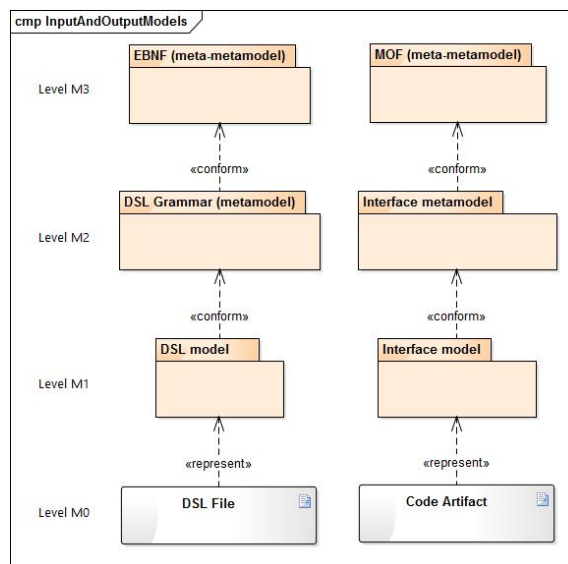 cmp InputAndOutputModels
EBNF (meta-metamodel)
MOF (meta-metamodel)
Level M3
«conform»
«conform»
DSL Grammar (metamodel)
Interface metamodel
Level M2
«conform»
«conform»
DSL model
Interface model
Level M1
«represent»
«represent»
DSL File
Code Artifact
Level M0